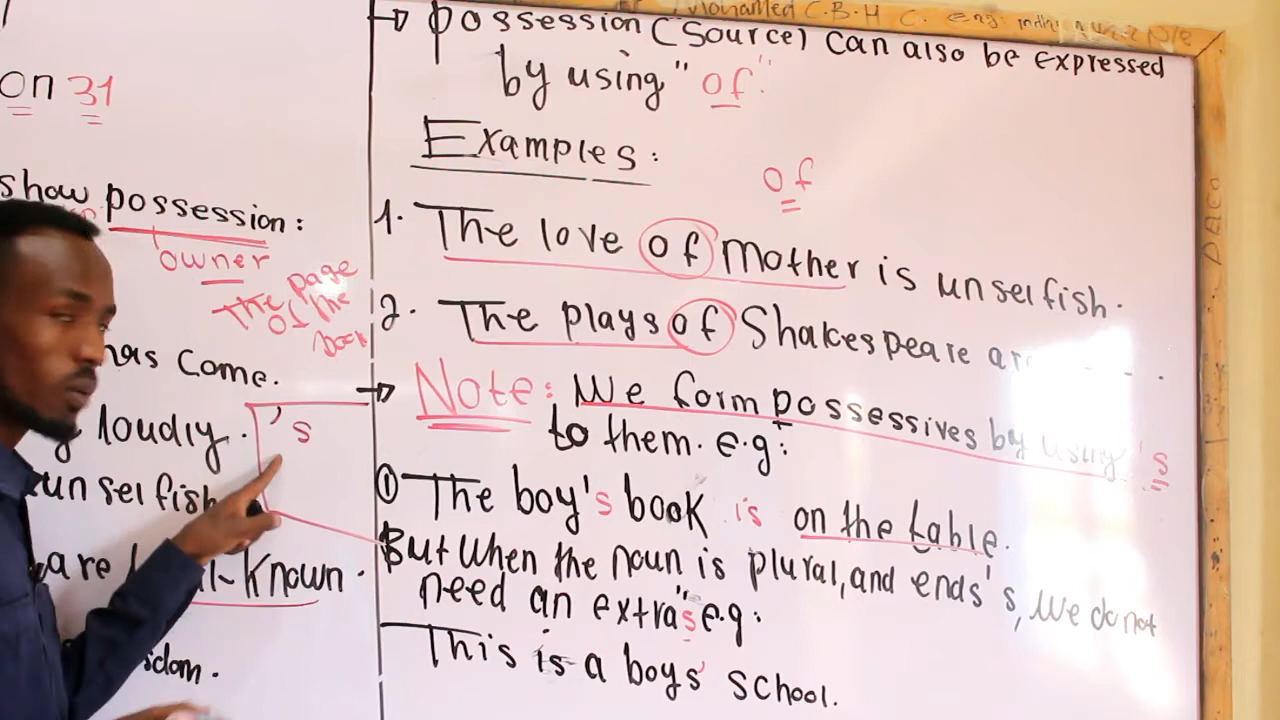 on 31
show possession:
owner
The page
of the
book
has come.
loudly.
's
unselfish
are well-known.
Mohamed C.B.H.C. eng.
possession (Source) can also be expressed
by using "of".
Examples:
of
1. The love of Mother is unselfish.
2. The plays of Shakespeare are
Note: We form possessives by using 's
to them. e.g:
① The boy's book is on the table.
But when the noun is plural, and ends 's, we do not
need an extra "s e.g:
This is a boys' school.